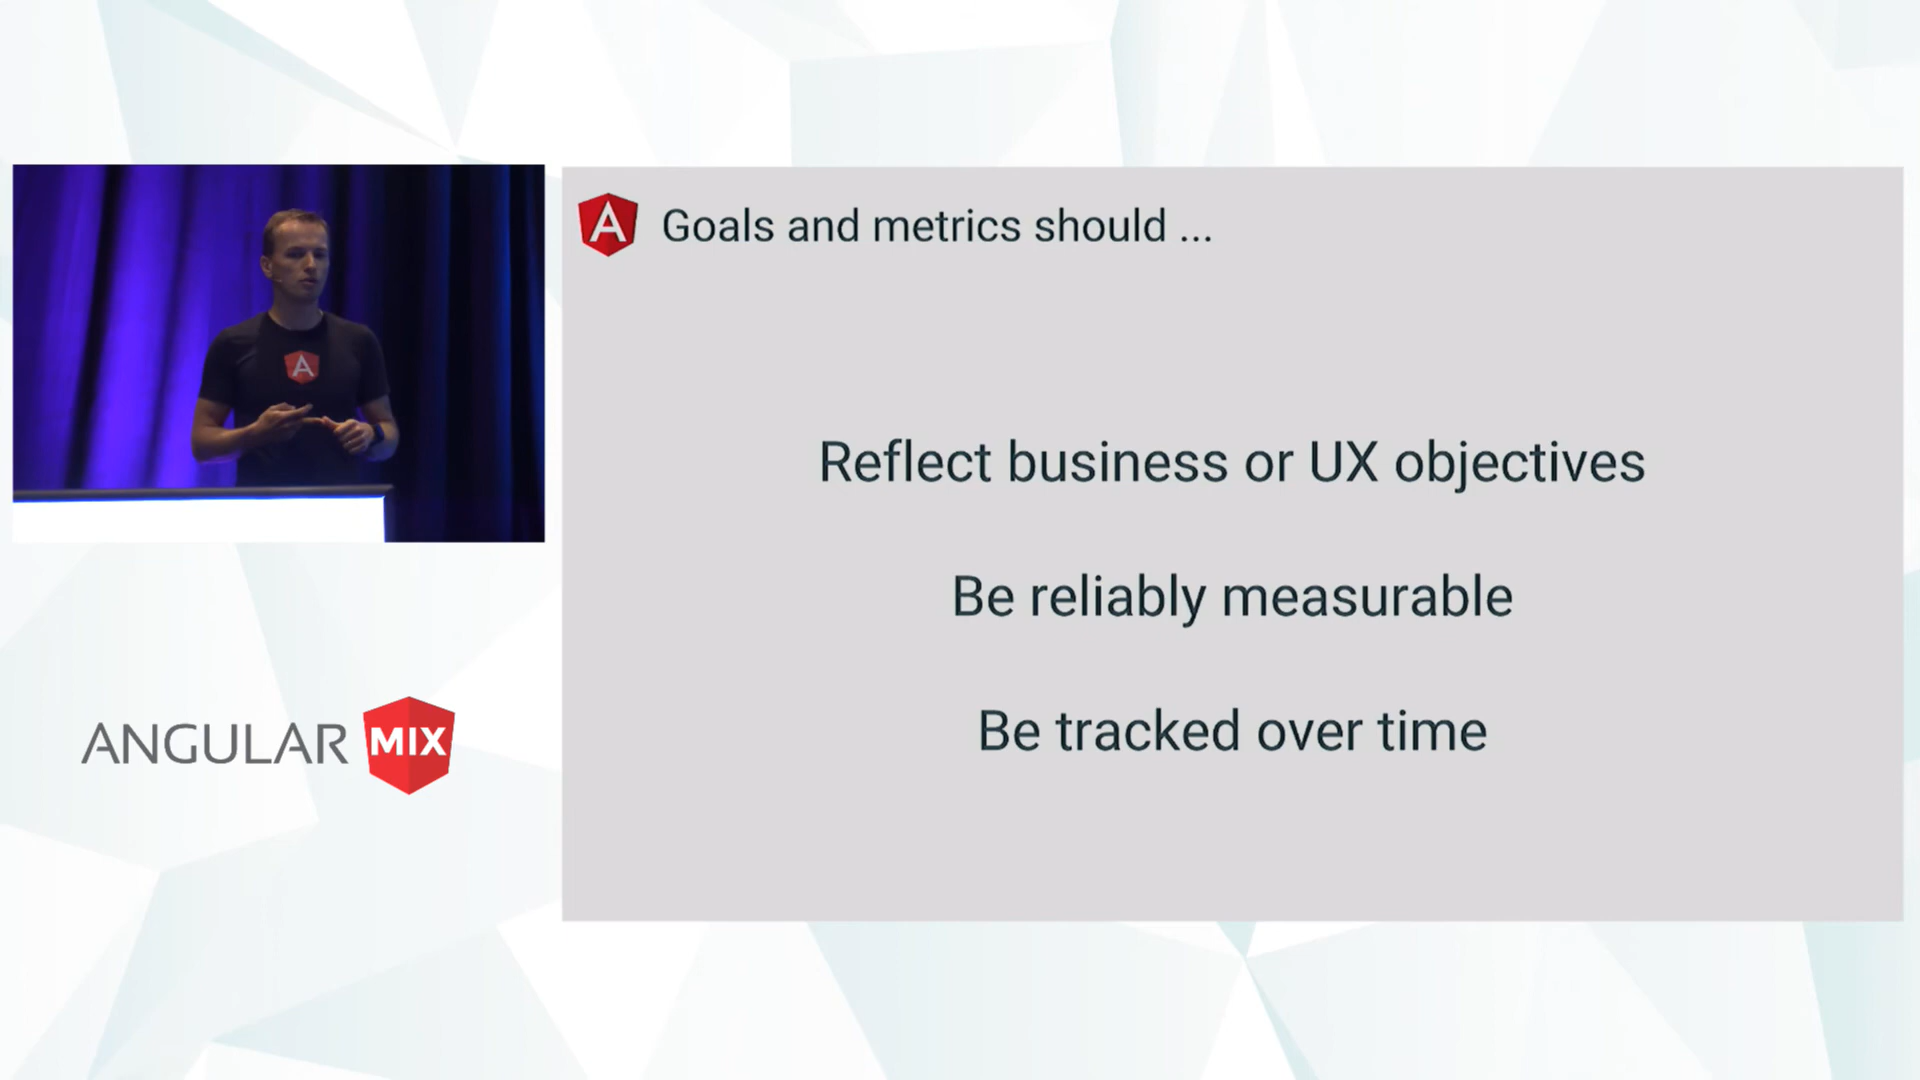 A
Goals and metrics should ...
A
Reflect business or UX objectives
Be reliably measurable
Be tracked over time
ANGULAR MIX